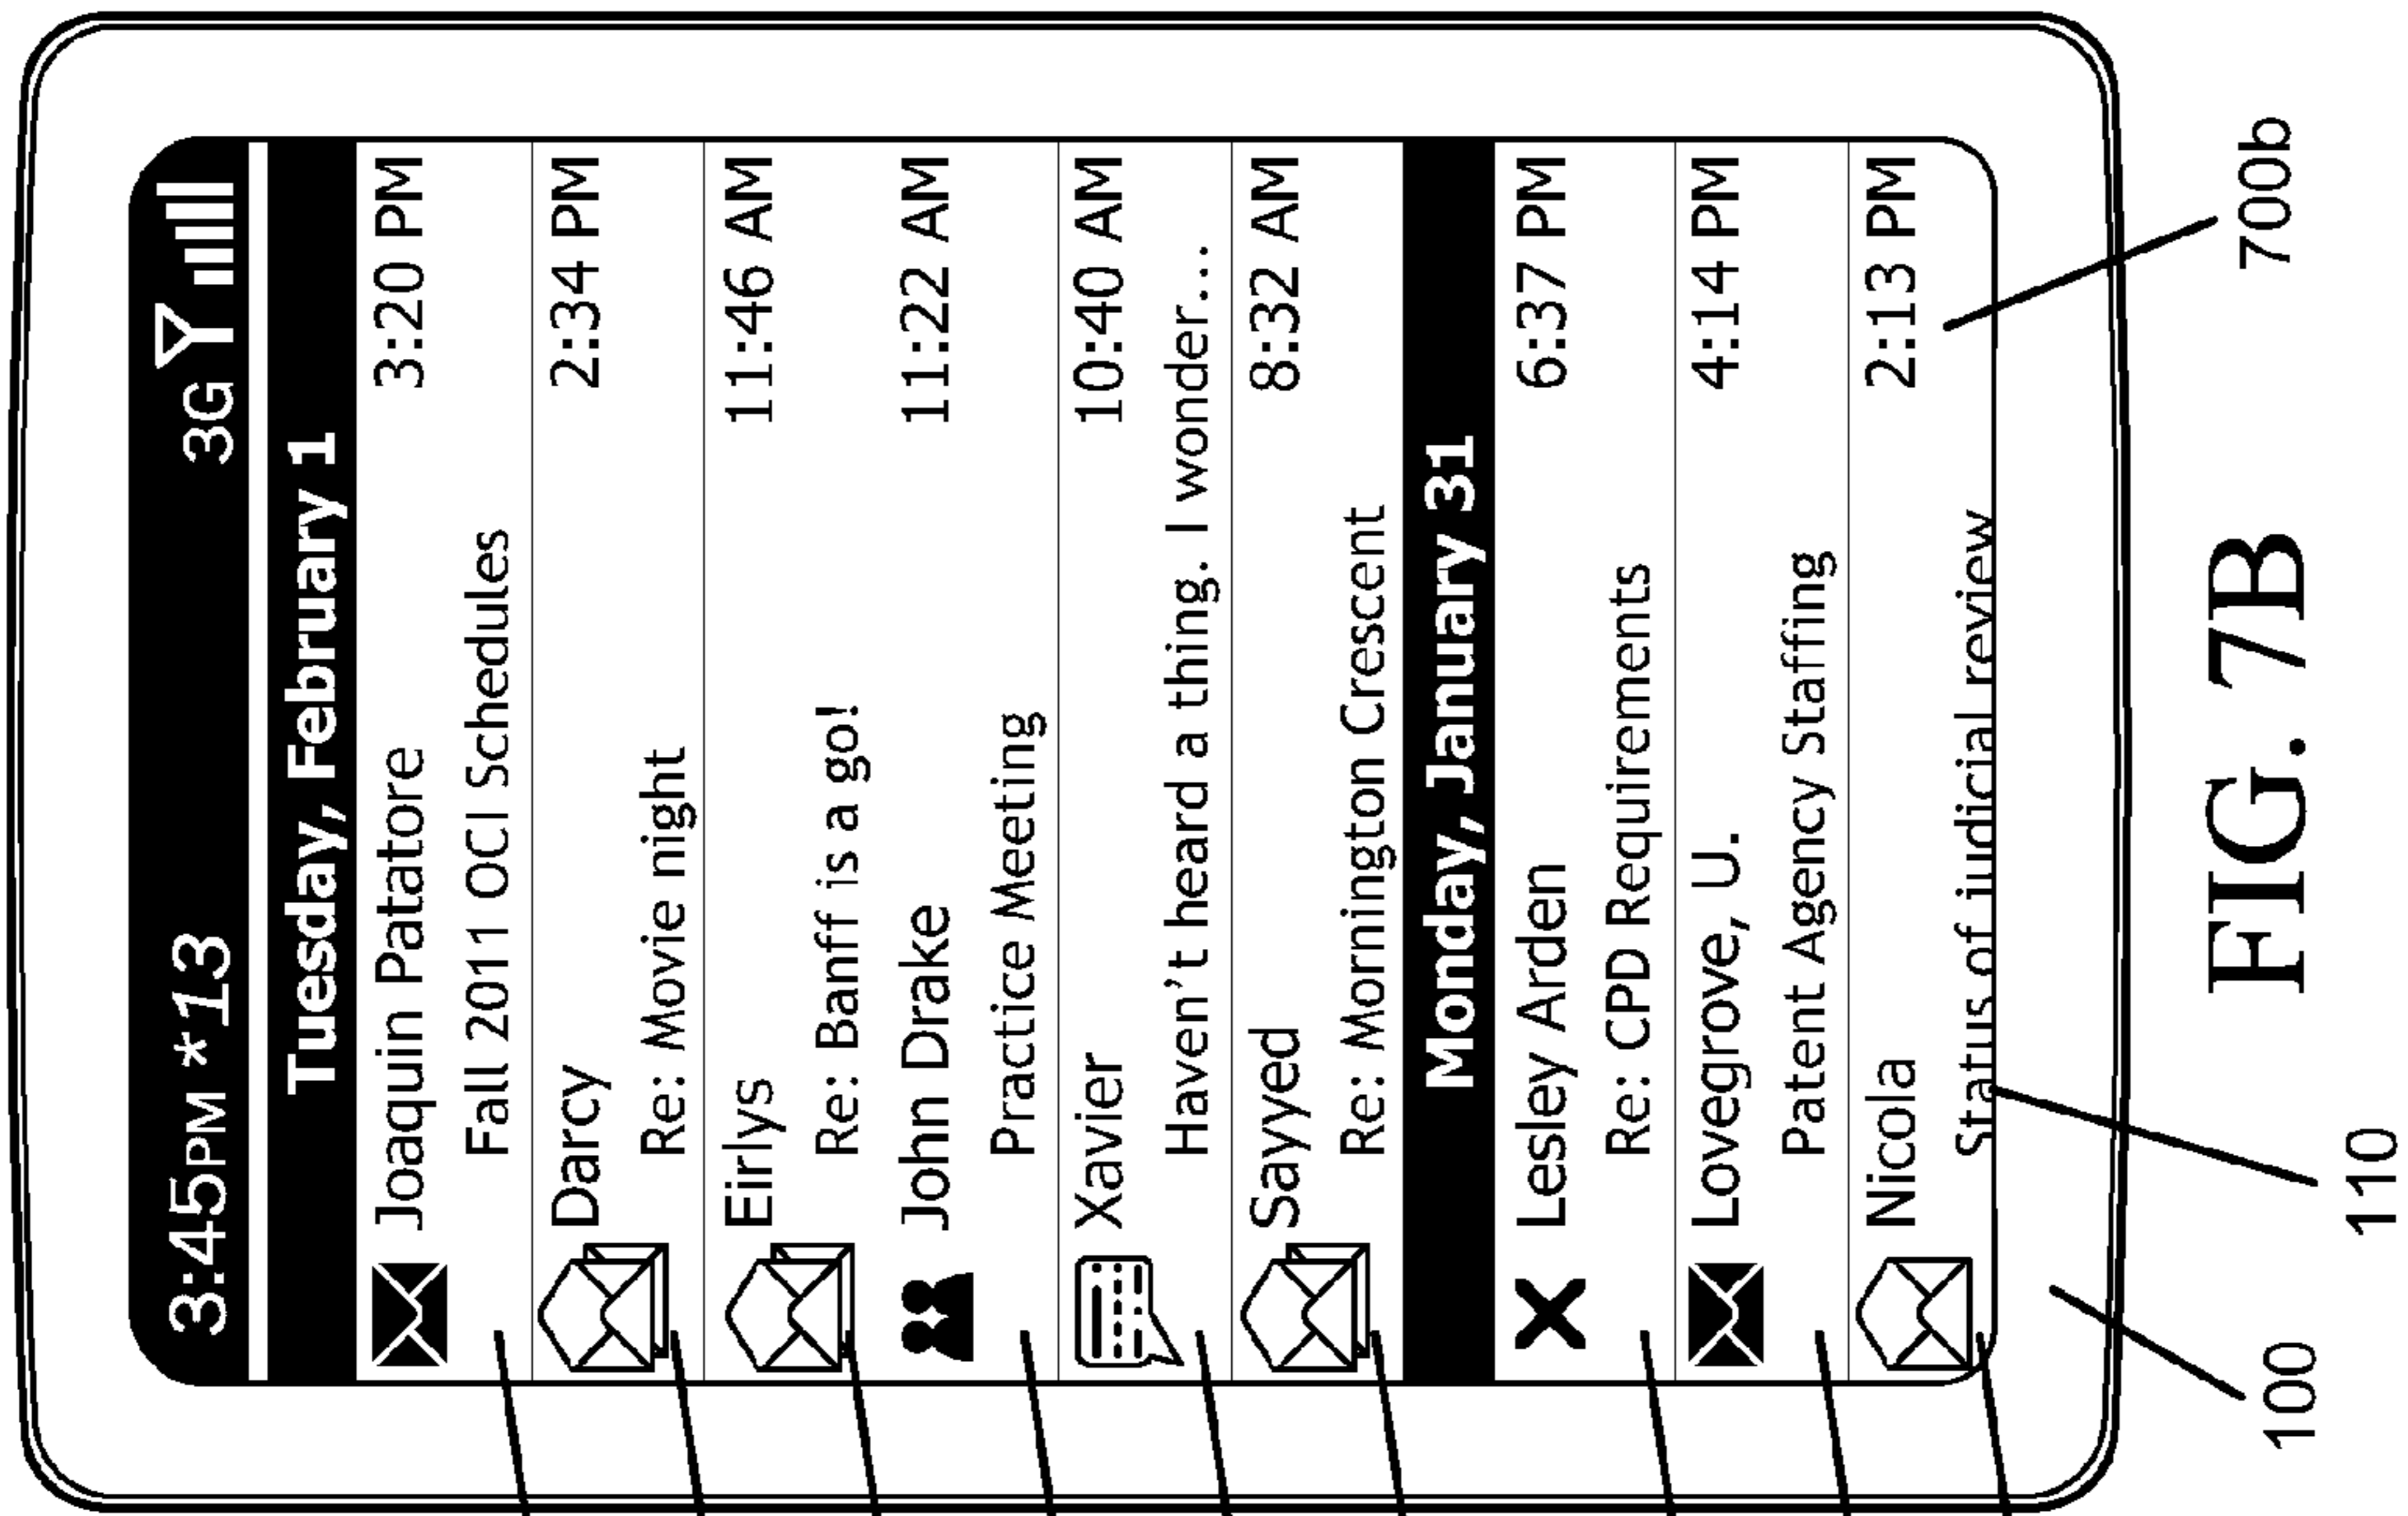 3:45PM *13 3G
Tuesday, February 1
Joaquin Patatore 3:20 PM
Fall 2011 OCI Schedules
Darcy 2:34 PM
Re: Movie night
Eirlys 11:46 AM
Re: Banff is a go!
John Drake 11:22 AM
Practice Meeting
Xavier 10:40 AM
Haven't heard a thing. I wonder...
Sayyed 8:32 AM
Re: Mornington Crescent
Monday, January 31
Lesley Arden 6:37 PM
Re: CPD Requirements
Lovegrove, U. 4:14 PM
Patent Agency Staffing
Nicola 2:13 PM
Status of judicial review
700b
100
110
FIG. 7B